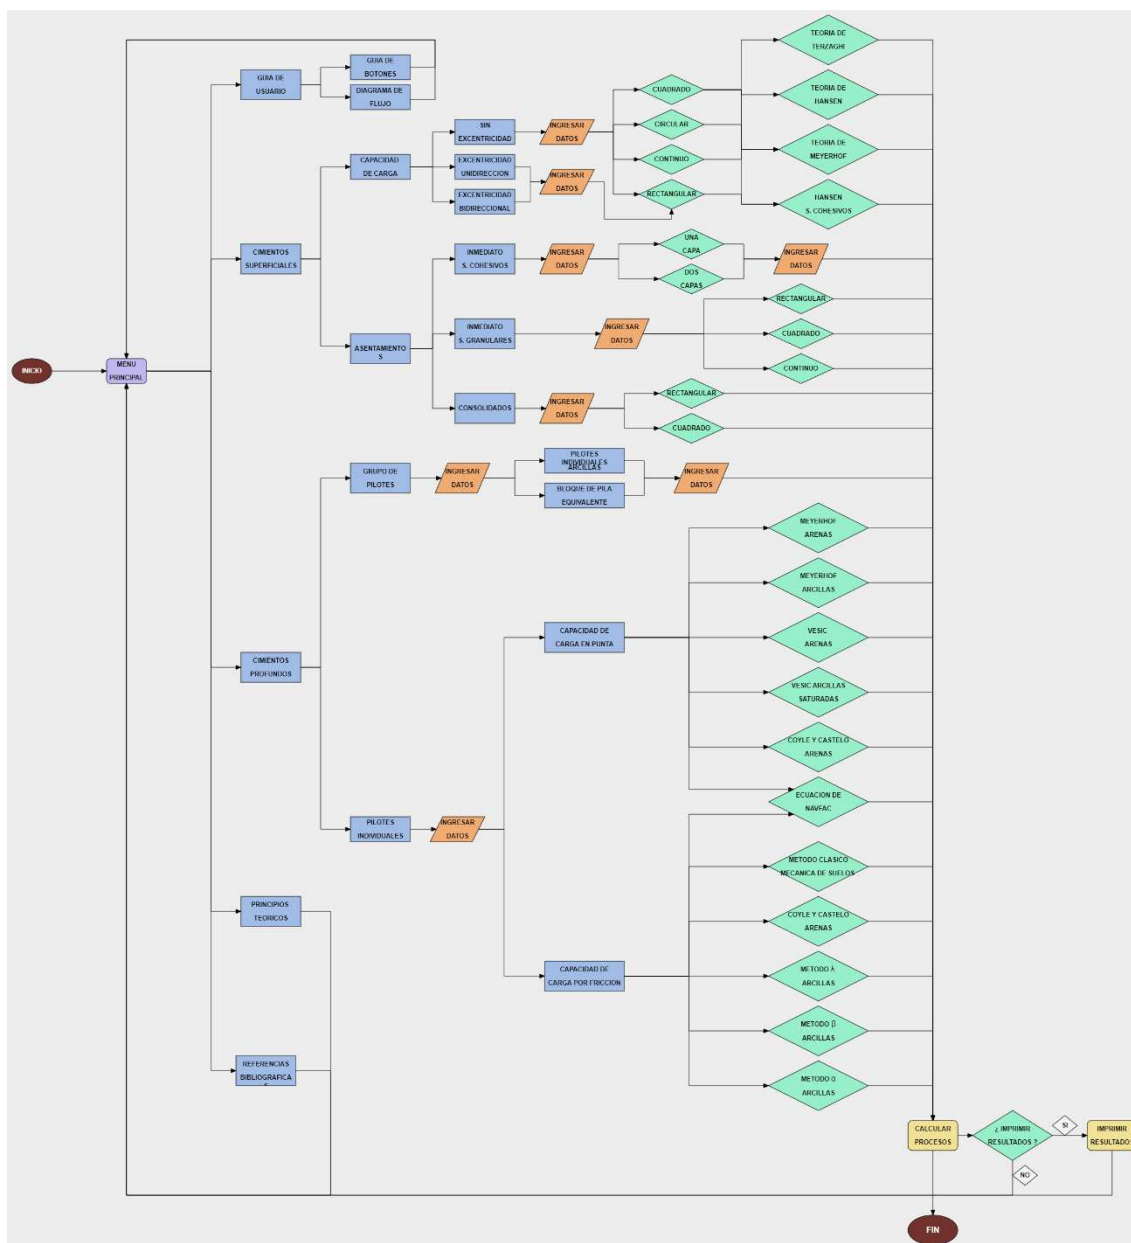 TEORIA DE
TERZAGHI
GUIA DE
BOTONES
GUIA DE
USUARIO
DIAGRAMA DE
FLUJO
CUADRADO
TEORIA DE
HANSEN
SIN
EXCENTRICIDAD
INGRESAR
DATOS
CIRCULAR
CAPACIDAD
DE CARGA
EXCENTRICIDAD
UNIDIRECCION
CONTINUO
TEORIA DE
MEYERHOF
INGRESAR
DATOS
EXCENTRICIDAD
BIDIRECCIONAL
RECTANGULAR
HANSEN
S. COHESIVOS
CIMIENTOS
SUPERFICIALES
INMEDIATO
S. COHESIVOS
INGRESAR
DATOS
UNA
CAPA
DOS
CAPAS
INGRESAR
DATOS
RECTANGULAR
INMEDIATO
S. GRANULARES
INGRESAR
DATOS
CUADRADO
ASENTAMIENTO
S
CONTINUO
INICIO
MENU
PRINCIPAL
RECTANGULAR
CONSOLIDADOS
INGRESAR
DATOS
CUADRADO
GRUPO DE
PILOTES
INGRESAR
DATOS
PILOTES
INDIVIDUALES
ARCILLAS
BLOQUE DE PILA
EQUIVALENTE
INGRESAR
DATOS
MEYERHOF
ARENAS
MEYERHOF
ARCILLAS
CAPACIDAD DE
CARGA EN PUNTA
VESIC
ARENAS
CIMIENTOS
PROFUNDOS
VESIC ARCILLAS
SATURADAS
COYLE Y CASTELO
ARENAS
ECUACION DE
NAVFAC
PILOTES
INDIVIDUALES
INGRESAR
DATOS
METODO CLASICO
MECANICA DE SUELOS
PRINCIPIOS
TEORICOS
COYLE Y CASTELO
ARENAS
CAPACIDAD DE
CARGA POR FRICCION
METODO λ
ARCILLAS
METODO β
ARCILLAS
REFERENCIAS
BIBLIOGRAFICA
METODO α
ARCILLAS
CALCULAR
PROCESOS
¿ IMPRIMIR
RESULTADOS ?
SI
IMPRIMIR
RESULTADOS
NO
FIN